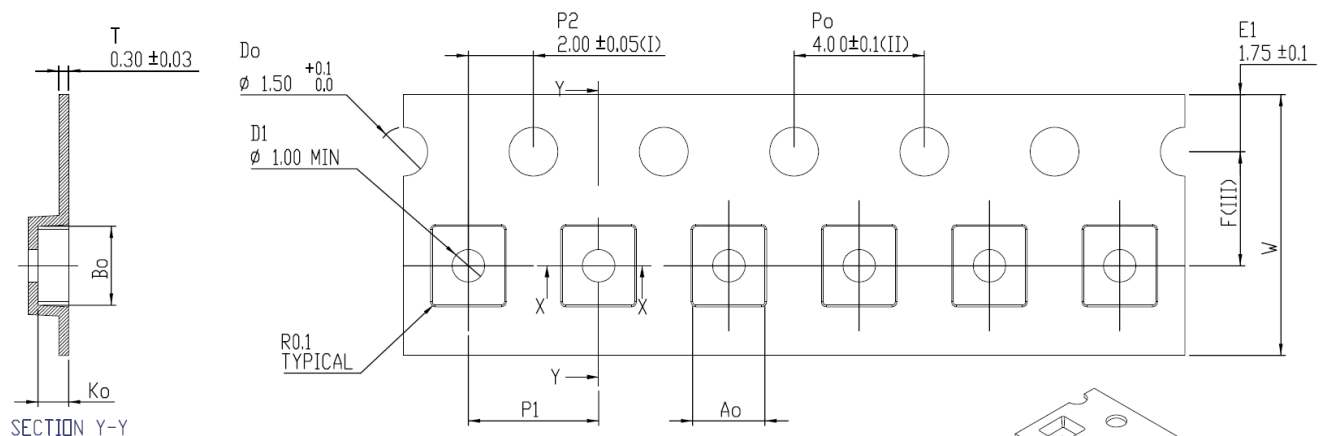 T
0.30 ±0.03
Do
ø 1.50 +0.1 0.0
D1
ø 1.00 MIN
P2
2.00 ±0.05(I)
Po
4.00±0.1(II)
E1
1.75 ±0.1
Y
F(III)
W
Bo
X X
R0.1
TYPICAL
Y
Ko
P1
Ao
SECTION Y-Y